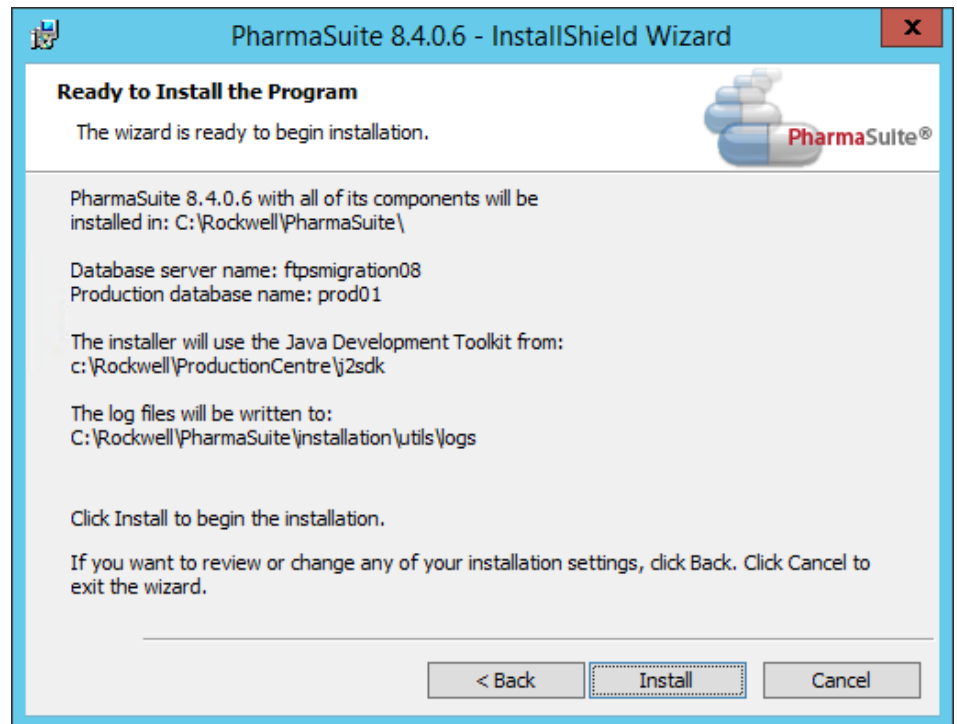 PharmaSuite 8.4.0.6 - InstallShield Wizard
x
Ready to Install the Program
The wizard is ready to begin installation.
PharmaSuite®
PharmaSuite 8.4.0.6 with all of its components will be
installed in: C:\Rockwell\PharmaSuite\
Database server name: ftpsmigration08
Production database name: prod01
The installer will use the Java Development Toolkit from:
c:\Rockwell\ProductionCentre\j2sdk
The log files will be written to:
C:\Rockwell\PharmaSuite\installation\utils\logs
Click Install to begin the installation.
If you want to review or change any of your installation settings, click Back. Click Cancel to
exit the wizard.
< Back Install Cancel